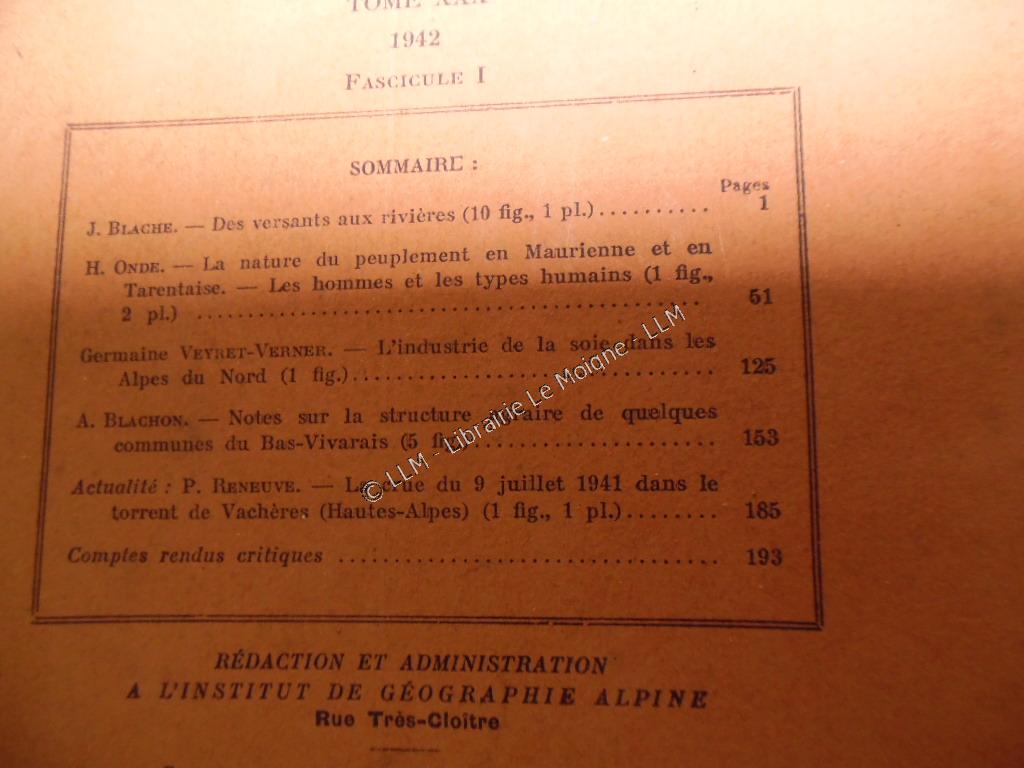 TOME XXX
1942
FASCICULE I
SOMMAIRE :
Pages
J. BLACHE. — Des versants aux rivières (10 fig., 1 pl.).......... 1
H. ONDE. — La nature du peuplement en Maurienne et en
Tarentaise. — Les hommes et les types humains (1 fig.,
2 pl.) .......... 51
Germaine VEYRET-VERNER. — L'industrie de la soie dans les
Alpes du Nord (1 fig.).......... 125
A. BLACHON. — Notes sur la structure de quelques
communes du Bas-Vivarais (5 fig.).......... 153
Actualité : P. RENEUVE. — La crue du 9 juillet 1941 dans le
torrent de Vachères (Hautes-Alpes) (1 fig., 1 pl.)........ 185
Comptes rendus critiques .......... 193
RÉDACTION ET ADMINISTRATION
A L'INSTITUT DE GÉOGRAPHIE ALPINE
Rue Très-Cloître
© LLM - Librairie Le Moigne - LLM